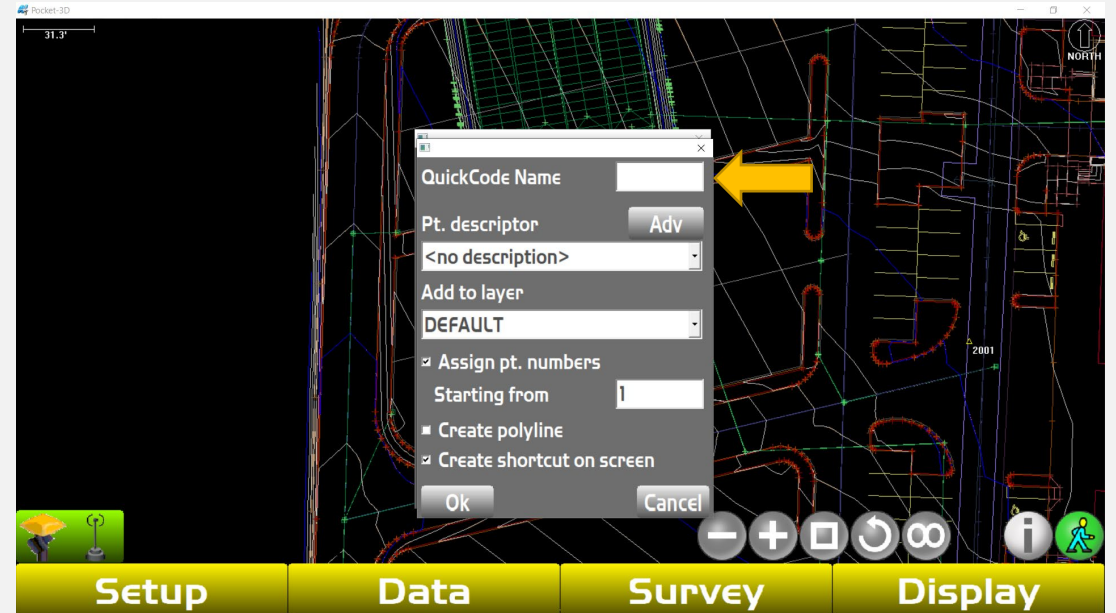 Pocket-3D
31.3'
NORTH
QuickCode Name
Pt. descriptor
Adv
<no description>
Add to layer
DEFAULT
Assign pt. numbers
Starting from
1
Create polyline
Create shortcut on screen
Ok
Cancel
2001
Setup
Data
Survey
Display